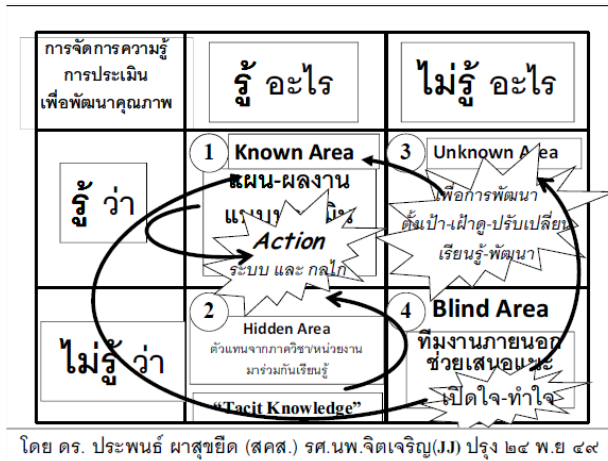 การจัดการความรู้
การประเมิน
เพื่อพัฒนาคุณภาพ
รู้ อะไร
ไม่รู้ อะไร
รู้ ว่า
1
Known Area
แผน-ผลงาน
Action
ระบบ และ กลไก
3
Unknown Area
เพื่อการพัฒนา
ตั้งเป้า-เฝ้าดู-ปรับเปลี่ยน
เรียนรู้-พัฒนา
ไม่รู้ ว่า
2
Hidden Area
ตัวแทนจากภาควิชา/หน่วยงาน
มาร่วมกันเรียนรู้
“Tacit Knowledge”
4
Blind Area
ทีมงานภายนอก
ช่วยเสนอแนะ
เปิดใจ-ทำใจ
โดย ดร. ประพนธ์ ผาสุขยืด (สคส.) รศ.นพ.จิตเจริญ(JJ) ปรุง ๒๔ พ.ย ๔๙